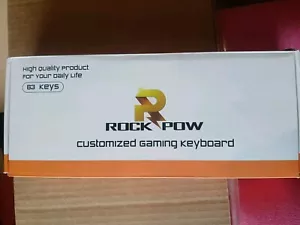 High Quality Product
For Your Daily Life
83 Keys
R
ROCK POW
Customized Gaming Keyboard